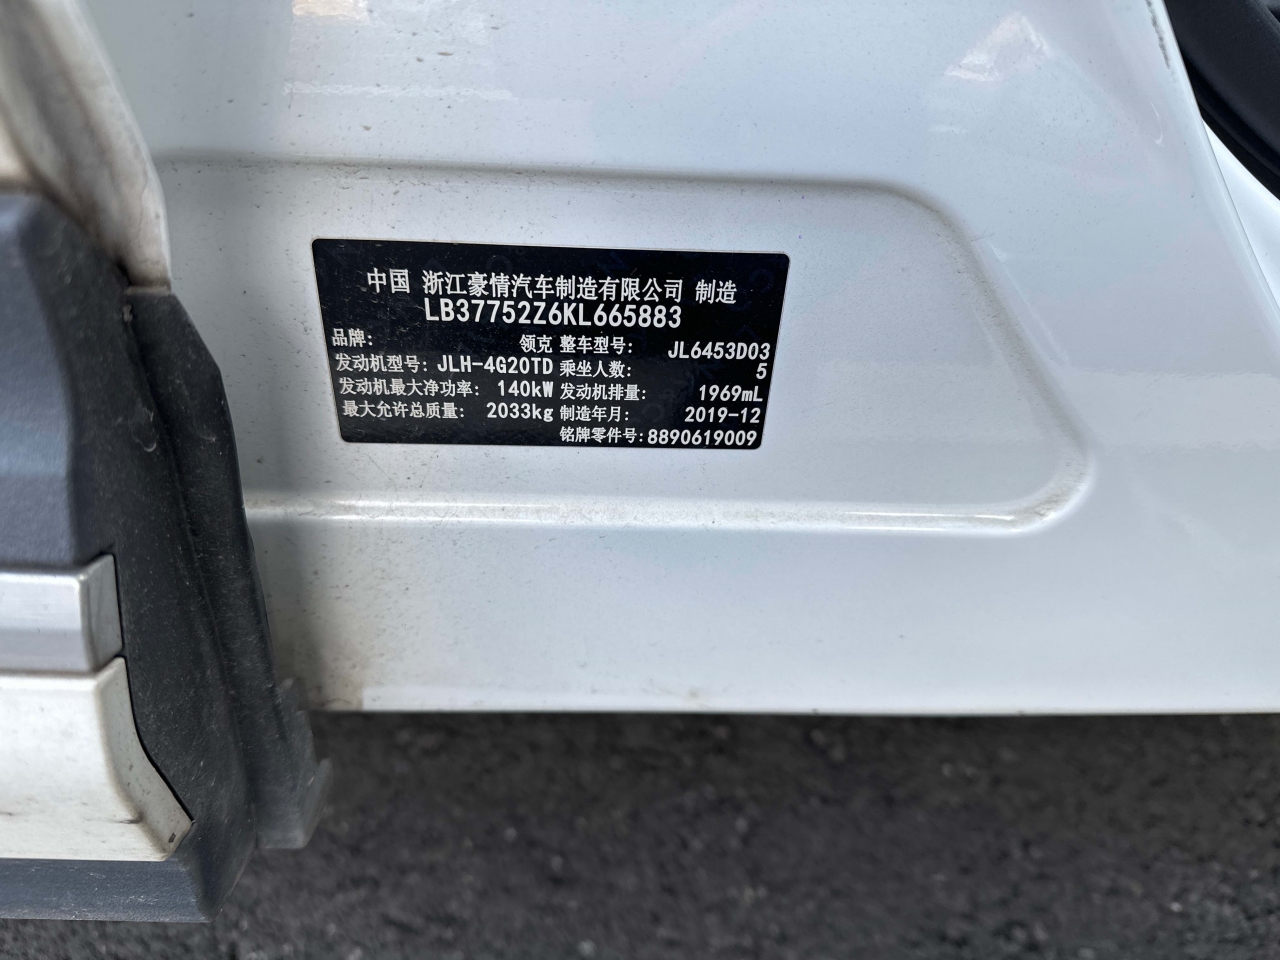 中国 浙江豪情汽车制造有限公司 制造
LB37752Z6KL665883
品牌: 领克 整车型号: JL6453D03
发动机型号: JLH-4G20TD 乘坐人数: 5
发动机最大净功率: 140kW 发动机排量: 1969mL
最大允许总质量: 2033kg 制造年月: 2019-12
铭牌零件号:8890619009